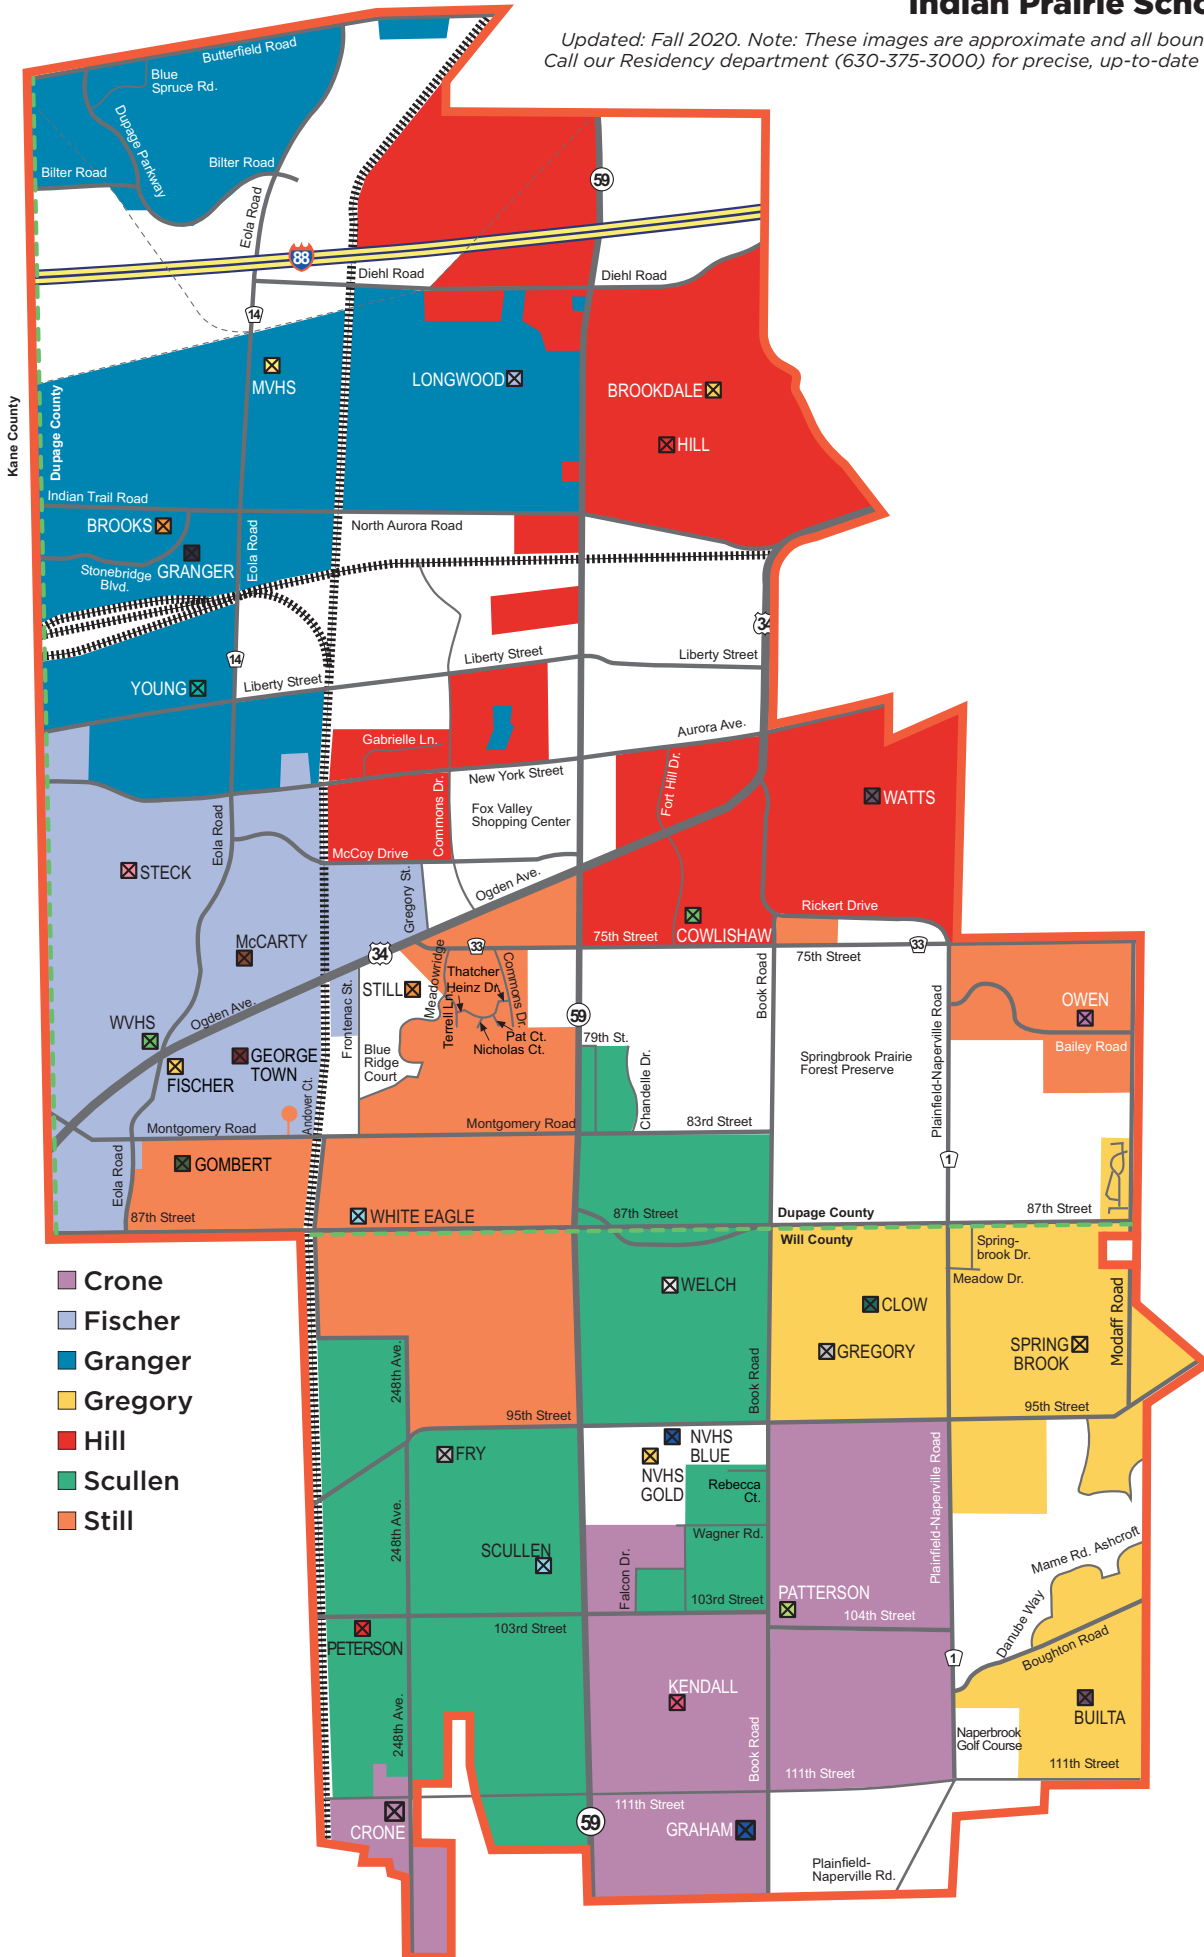 Indian Prairie Scho
Updated: Fall 2020. Note: These images are approximate and all boun
Call our Residency department (630-375-3000) for precise, up-to-date
Butterfield Road
Blue
Spruce Rd.
Dupage Parkway
Bilter Road
Bilter Road
Eola Road
59
88
Diehl Road
Diehl Road
14
MVHS
LONGWOOD
BROOKDALE
HILL
Kane County
Dupage County
Indian Trail Road
BROOKS
North Aurora Road
Eola Road
Stonebridge
Blvd.
GRANGER
34
14
Liberty Street
Liberty Street
Liberty Street
YOUNG
Gabrielle Ln.
Aurora Ave.
New York Street
Commons Dr.
Fort Hill Dr.
WATTS
Fox Valley
Shopping Center
Eola Road
McCoy Drive
STECK
Gregory St.
Ogden Ave.
Rickert Drive
COWLISHAW
75th Street
McCARTY
34
33
33
75th Street
Meadowridge
Thatcher
Heinz Dr.
Commons Dr.
Terrell Ln.
STILL
Book Road
Plainfield-Naperville Road
OWEN
Ogden Ave.
WVHS
Frontenac St.
59
Pat Ct.
Nicholas Ct.
79th St.
Bailey Road
GEORGE
TOWN
FISCHER
Blue
Ridge
Court
Chandelle Dr.
Springbrook Prairie
Forest Preserve
Andover Ct.
Montgomery Road
Montgomery Road
83rd Street
1
Eola Road
GOMBERT
87th Street
WHITE EAGLE
87th Street
Dupage County
87th Street
Will County
Spring-
brook Dr.
Meadow Dr.
Crone
Fischer
Granger
Gregory
Hill
Scullen
Still
WELCH
CLOW
GREGORY
SPRING
BROOK
Modaff Road
248th Ave.
Book Road
95th Street
95th Street
FRY
NVHS
BLUE
NVHS
GOLD
Rebecca
Ct.
Plainfield-Naperville Road
248th Ave.
Wagner Rd.
SCULLEN
Falcon Dr.
103rd Street
Mame Rd. Ashcroft
PATTERSON
104th Street
Danube Way
103rd Street
PETERSON
1
Boughton Road
KENDALL
BUILTA
248th Ave.
Book Road
Naperbrook
Golf Course
111th Street
111th Street
111th Street
CRONE
59
GRAHAM
Plainfield-
Naperville Rd.